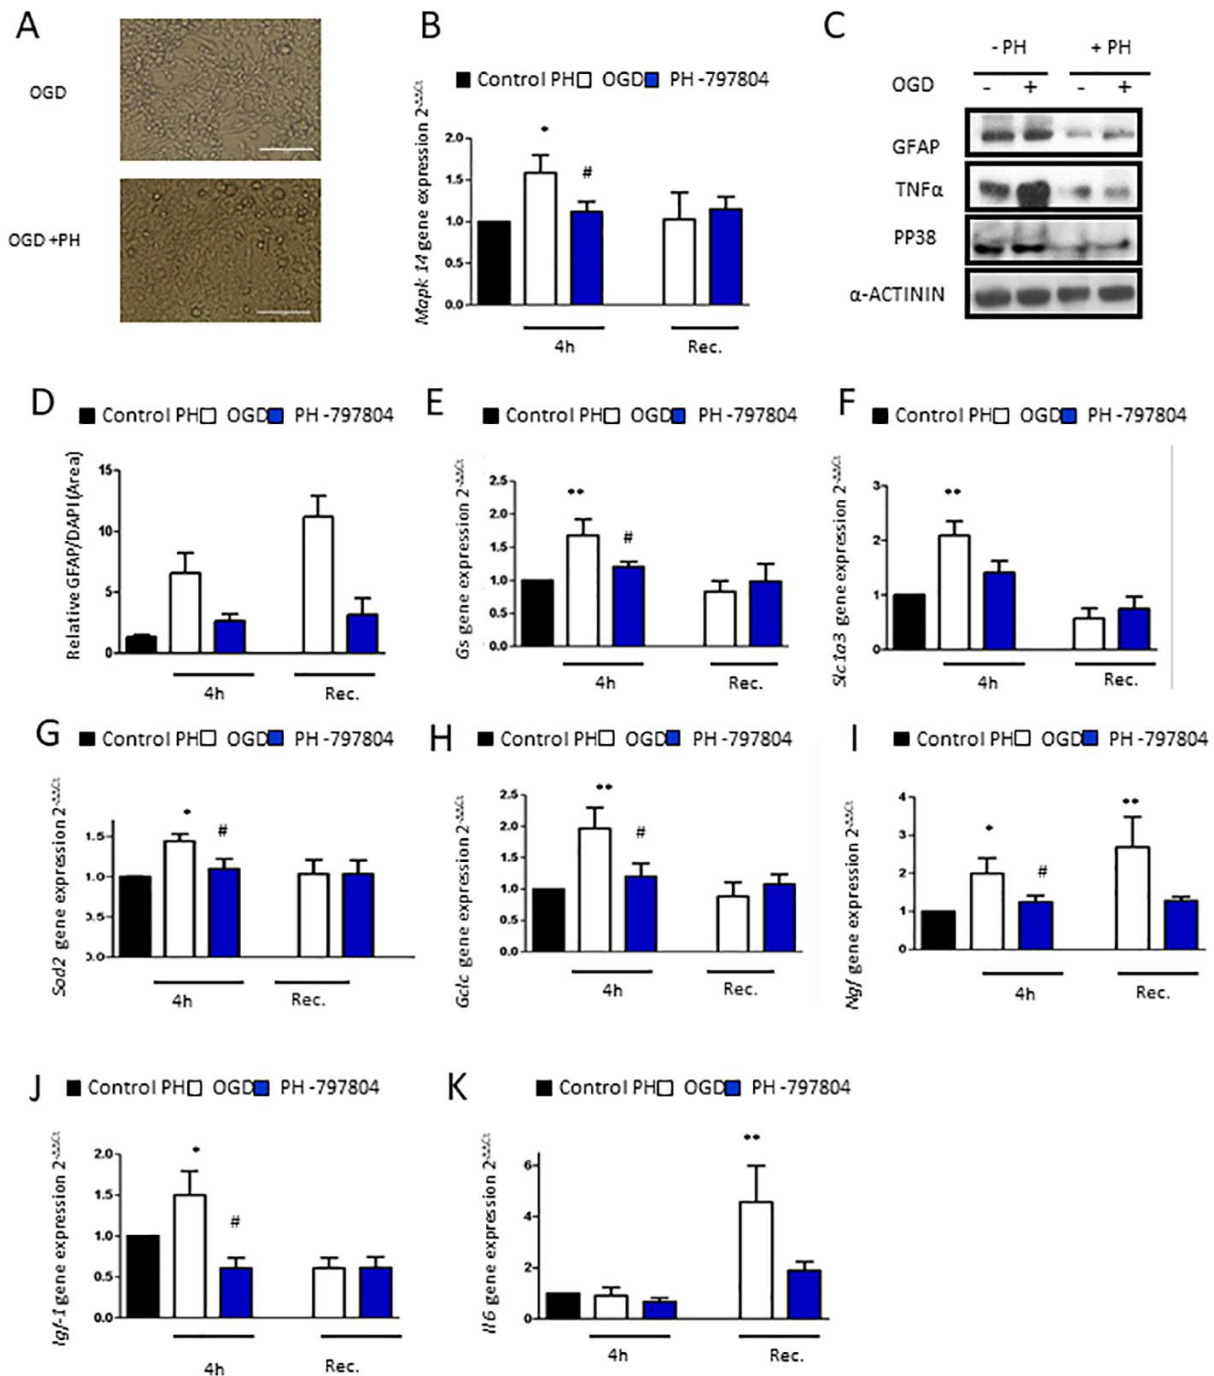 A
OGD
OGD +PH
B
Control PH OGD PH -797804
Mapk 14 gene expression 2
2.0
1.5
1.0
0.5
0.0
*
#
4h
Rec.
C
- PH + PH
OGD - + - +
GFAP
TNFα
PP38
α-ACTININ
D
Control PH OGD PH -797804
Relative GFAP/DAPI(Area)
15
10
5
0
4h
Rec.
E
Control PH OGD PH -797804
Gs gene expression 2
2.5
2.0
1.5
1.0
0.5
0.0
**
#
4h
Rec.
F
Control PH OGD PH -797804
Slc1a3 gene expression 2
3
2
1
0
**
4h
Rec.
G
Control PH OGD PH -797804
Sod2 gene expression 2
1.5
1.0
0.5
0.0
*
#
4h
Rec.
H
Control PH OGD PH -797804
Gclc gene expression 2
2.5
2.0
1.5
1.0
0.5
0.0
**
#
4h
Rec.
I
Control PH OGD PH -797804
Ngf gene expression 2
4
3
2
1
0
*
#
**
4h
Rec.
J
Control PH OGD PH -797804
Igf-1 gene expression 2
2.0
1.5
1.0
0.5
0.0
*
#
4h
Rec.
K
Control PH OGD PH -797804
Il6 gene expression 2
6
4
2
0
**
4h
Rec.